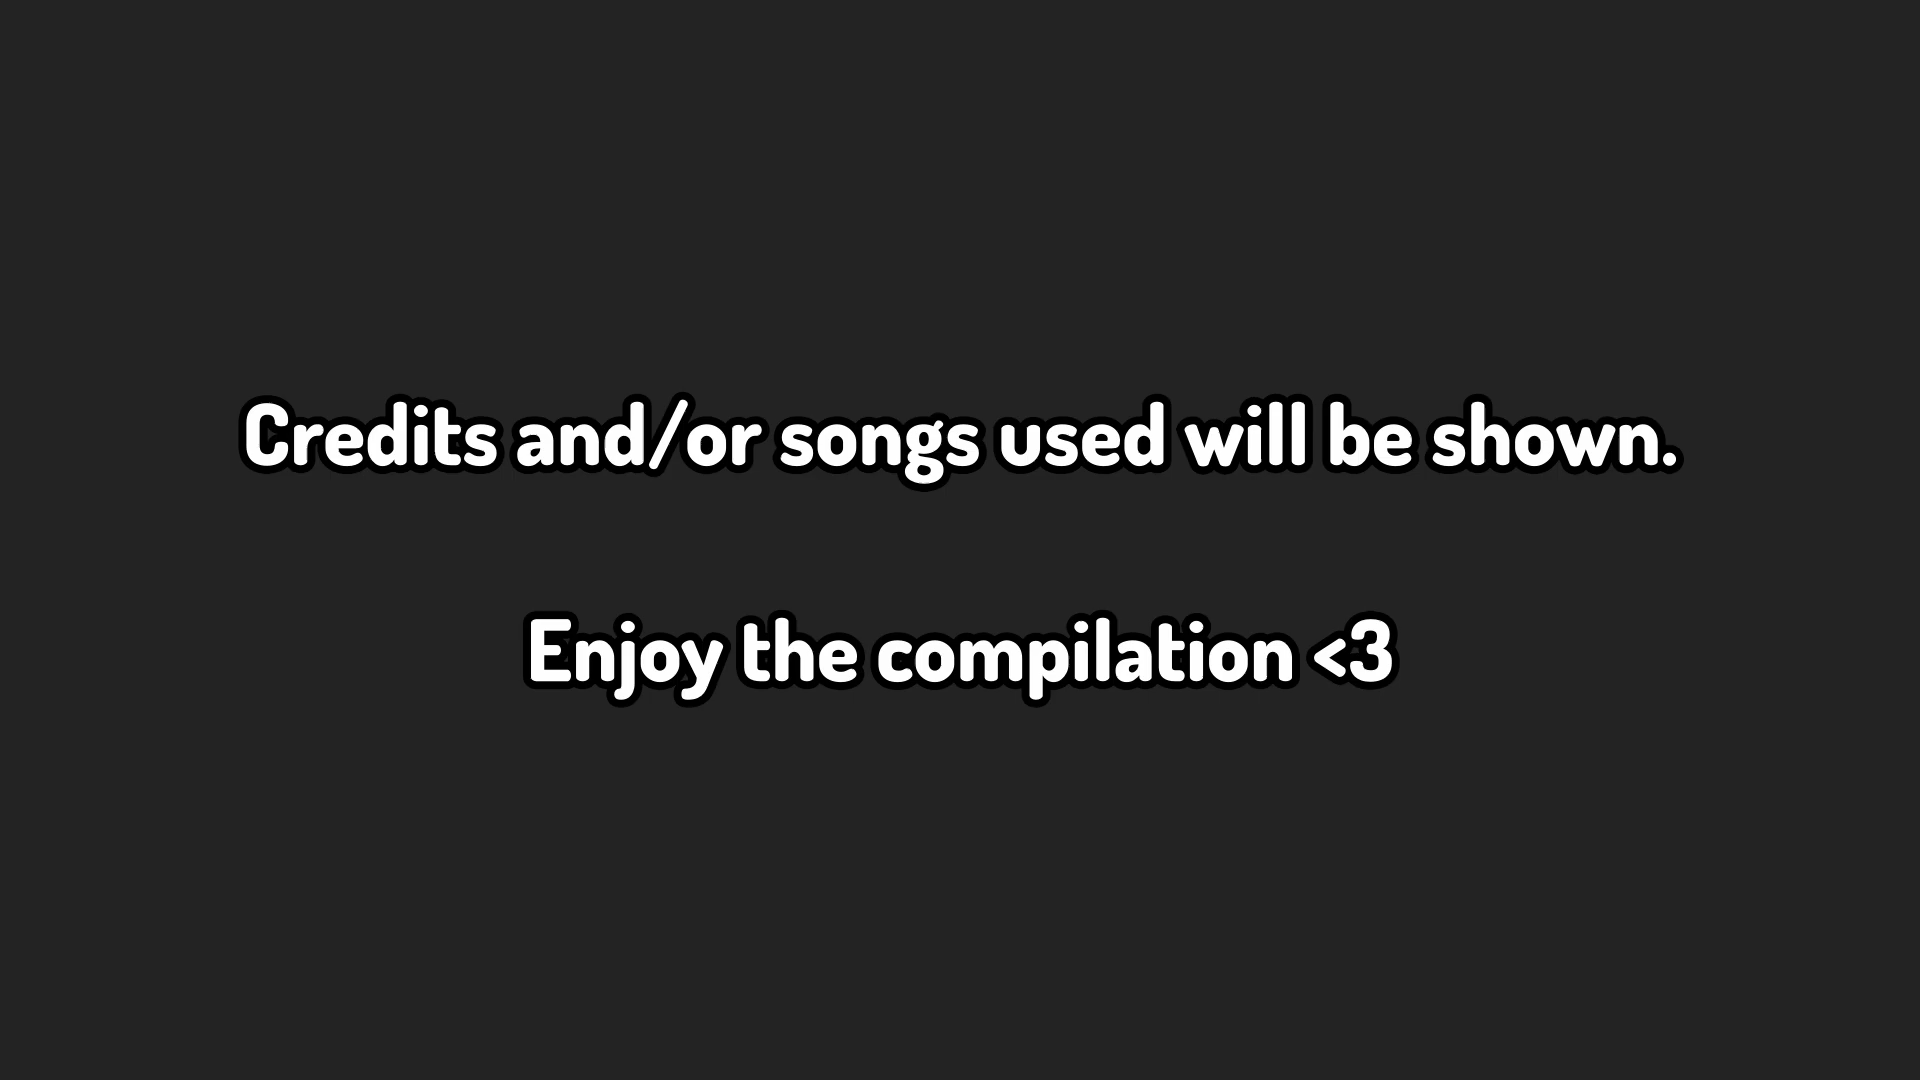 Credits and/or songs used will be shown.
Enjoy the compilation <3